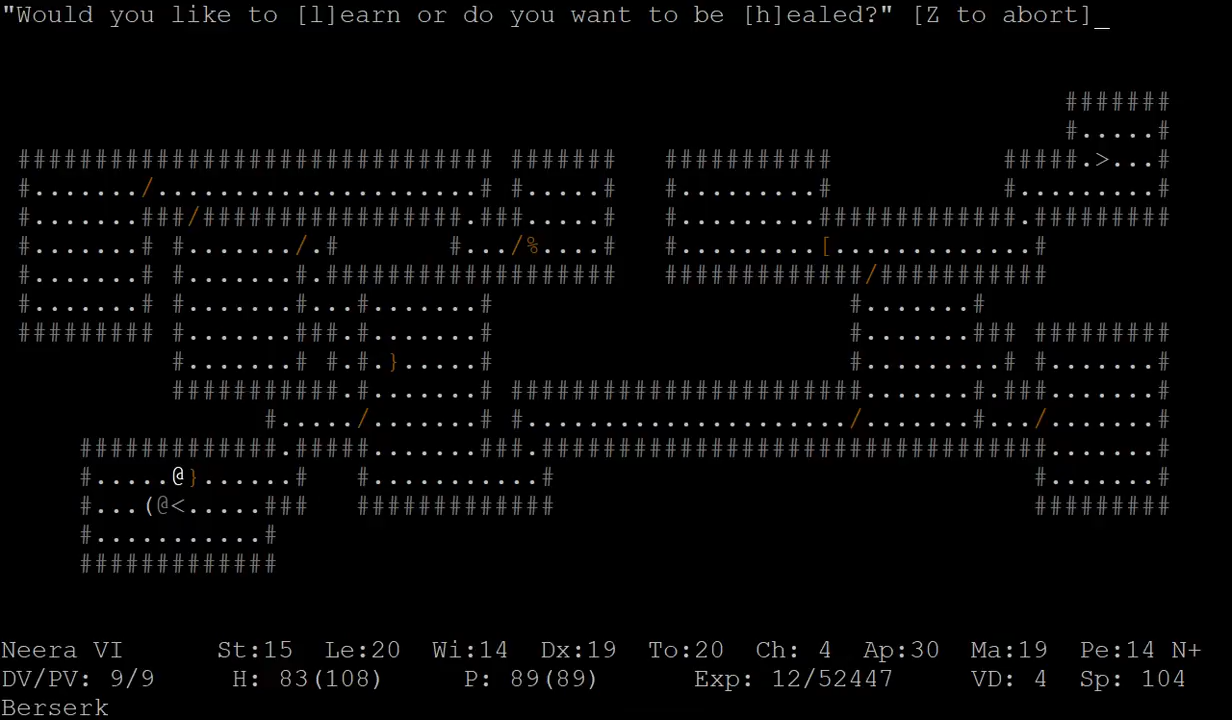 "Would you like to [l]earn or do you want to be [h]ealed?" [Z to abort]_
#######
#.....#
############################### ####### ########### #####.>...#
#......./....................# #.....# #.........# #.........#
#.......###/#################.###.....# #.........#############.#########
#.......# #......./.# #.../%....# #.........[.............#
#.......# #.......#.################### #############/###########
#.......# #.......#...#.......# #.......#
######### #.......###.#.......# #.......### #########
#.......# #.#.}.....# #.........# #.......#
###########.#.......# ######################.......#.###.......#
#...../.......# #..................../.......#.../.......#
#############.#####.......###.#################################.......#
#.....@}......# #...........# #.......#
#...(@<.....### ############# #########
#...........#
#############
Neera VI St:15 Le:20 Wi:14 Dx:19 To:20 Ch: 4 Ap:30 Ma:19 Pe:14 N+
DV/PV: 9/9 H: 83(108) P: 89(89) Exp: 12/52447 VD: 4 Sp: 104
Berserk